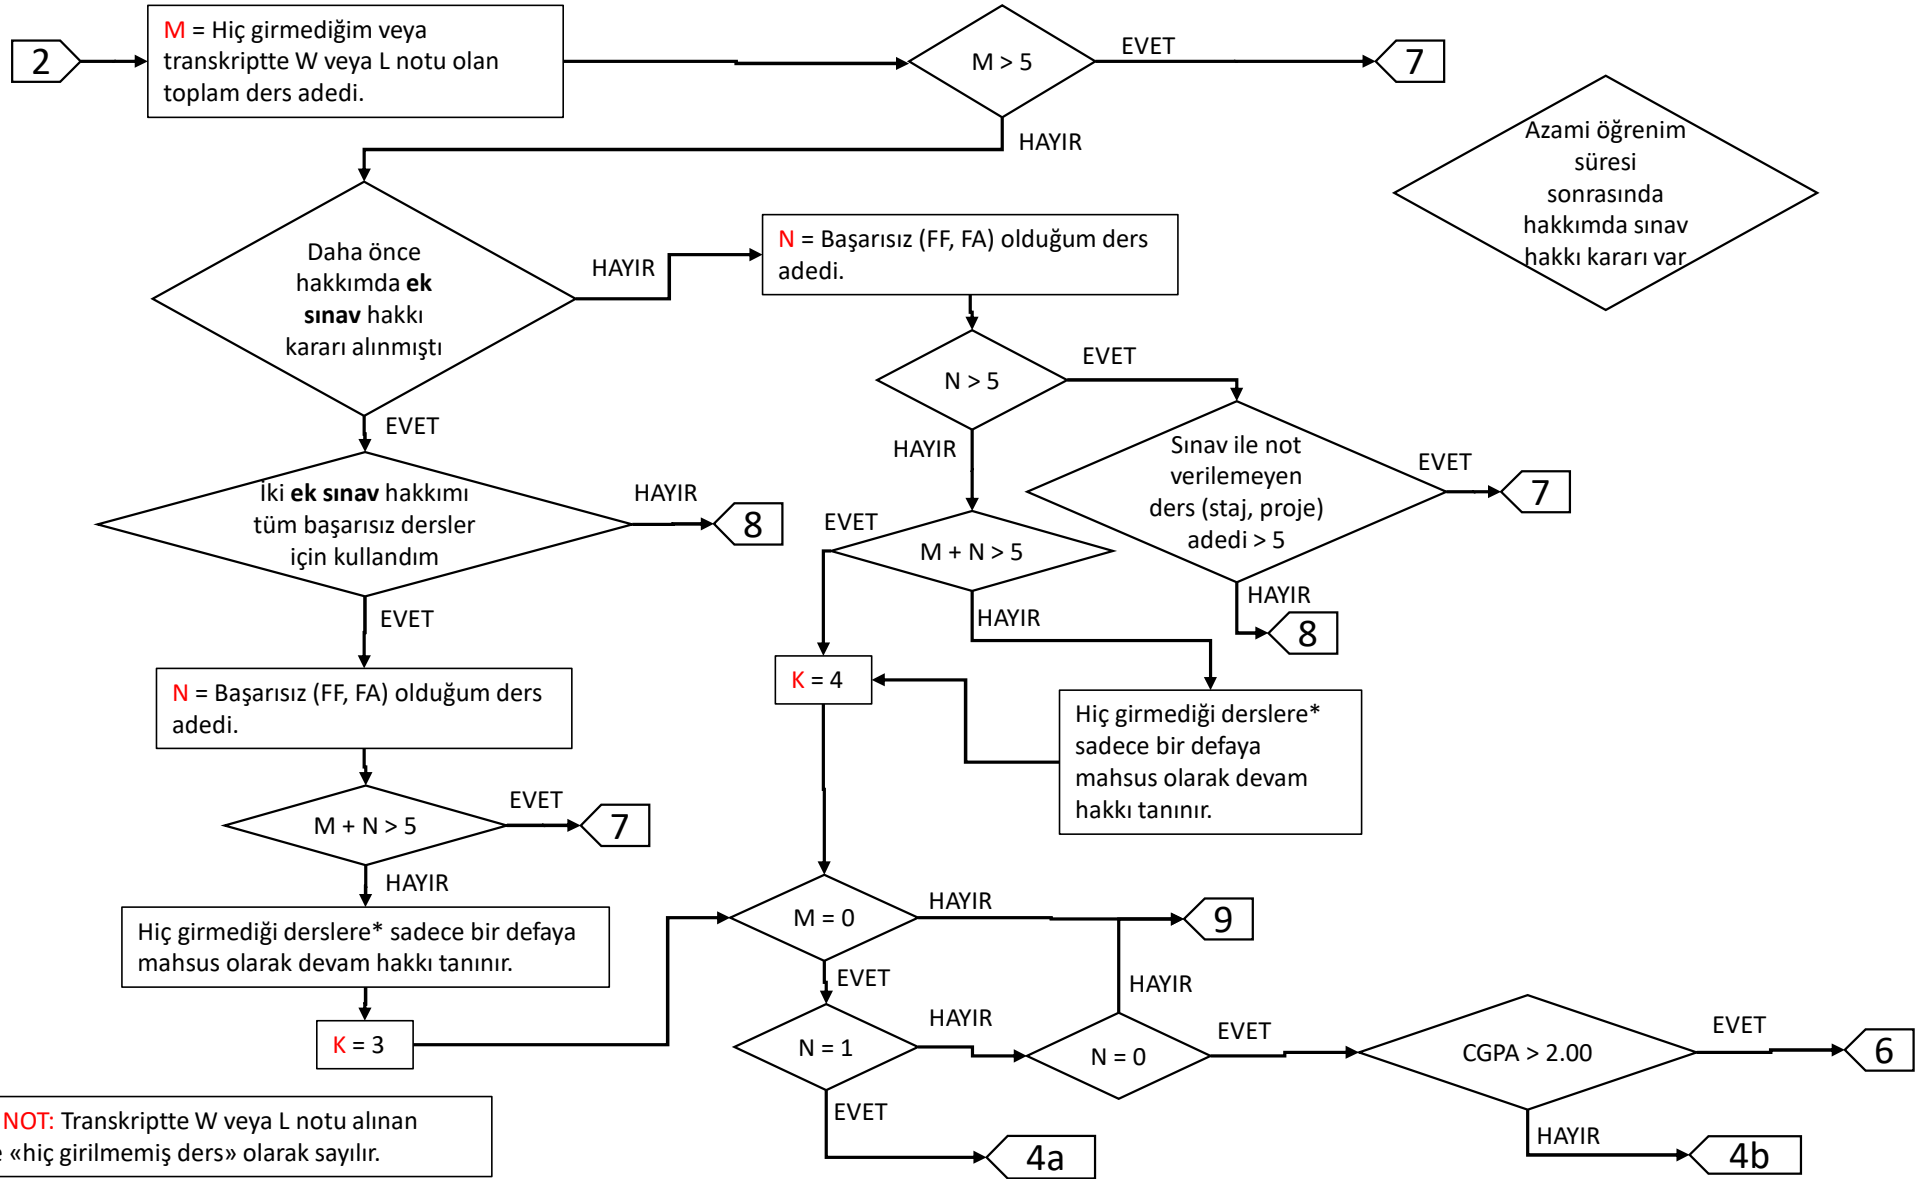 2
M = Hiç girmediğim veya
transkriptte W veya L notu olan
toplam ders adedi.
M > 5
EVET
7
HAYIR
Azami öğrenim
süresi
sonrasında
hakkımda sınav
hakkı kararı var
Daha önce
hakkımda ek
sınav hakkı
kararı alınmıştı
HAYIR
N = Başarısız (FF, FA) olduğum ders
adedi.
EVET
N > 5
EVET
HAYIR
Sınav ile not
verilemeyen
ders (staj, proje)
adedi > 5
EVET
7
HAYIR
8
İki ek sınav hakkımı
tüm başarısız dersler
için kullandım
HAYIR
8
EVET
M + N > 5
EVET
HAYIR
K = 4
Hiç girmediği derslere*
sadece bir defaya
mahsus olarak devam
hakkı tanınır.
N = Başarısız (FF, FA) olduğum ders
adedi.
M + N > 5
EVET
7
HAYIR
Hiç girmediği derslere* sadece bir defaya
mahsus olarak devam hakkı tanınır.
K = 3
M = 0
HAYIR
9
EVET
HAYIR
N = 1
HAYIR
N = 0
EVET
CGPA > 2.00
EVET
6
EVET
4a
HAYIR
4b
NOT: Transkriptte W veya L notu alınan
«hiç girilmemiş ders» olarak sayılır.